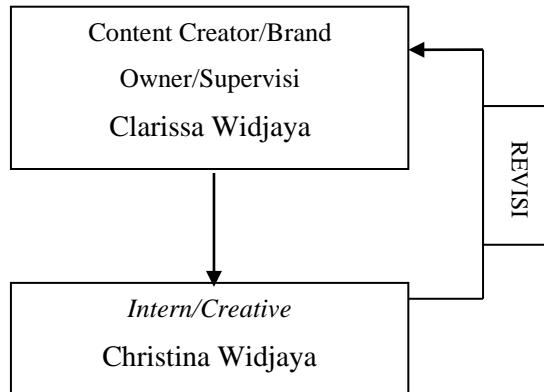 Content Creator/Brand
Owner/Supervisi
Clarissa Widjaya
REVISI
Intern/Creative
Christina Widjaya